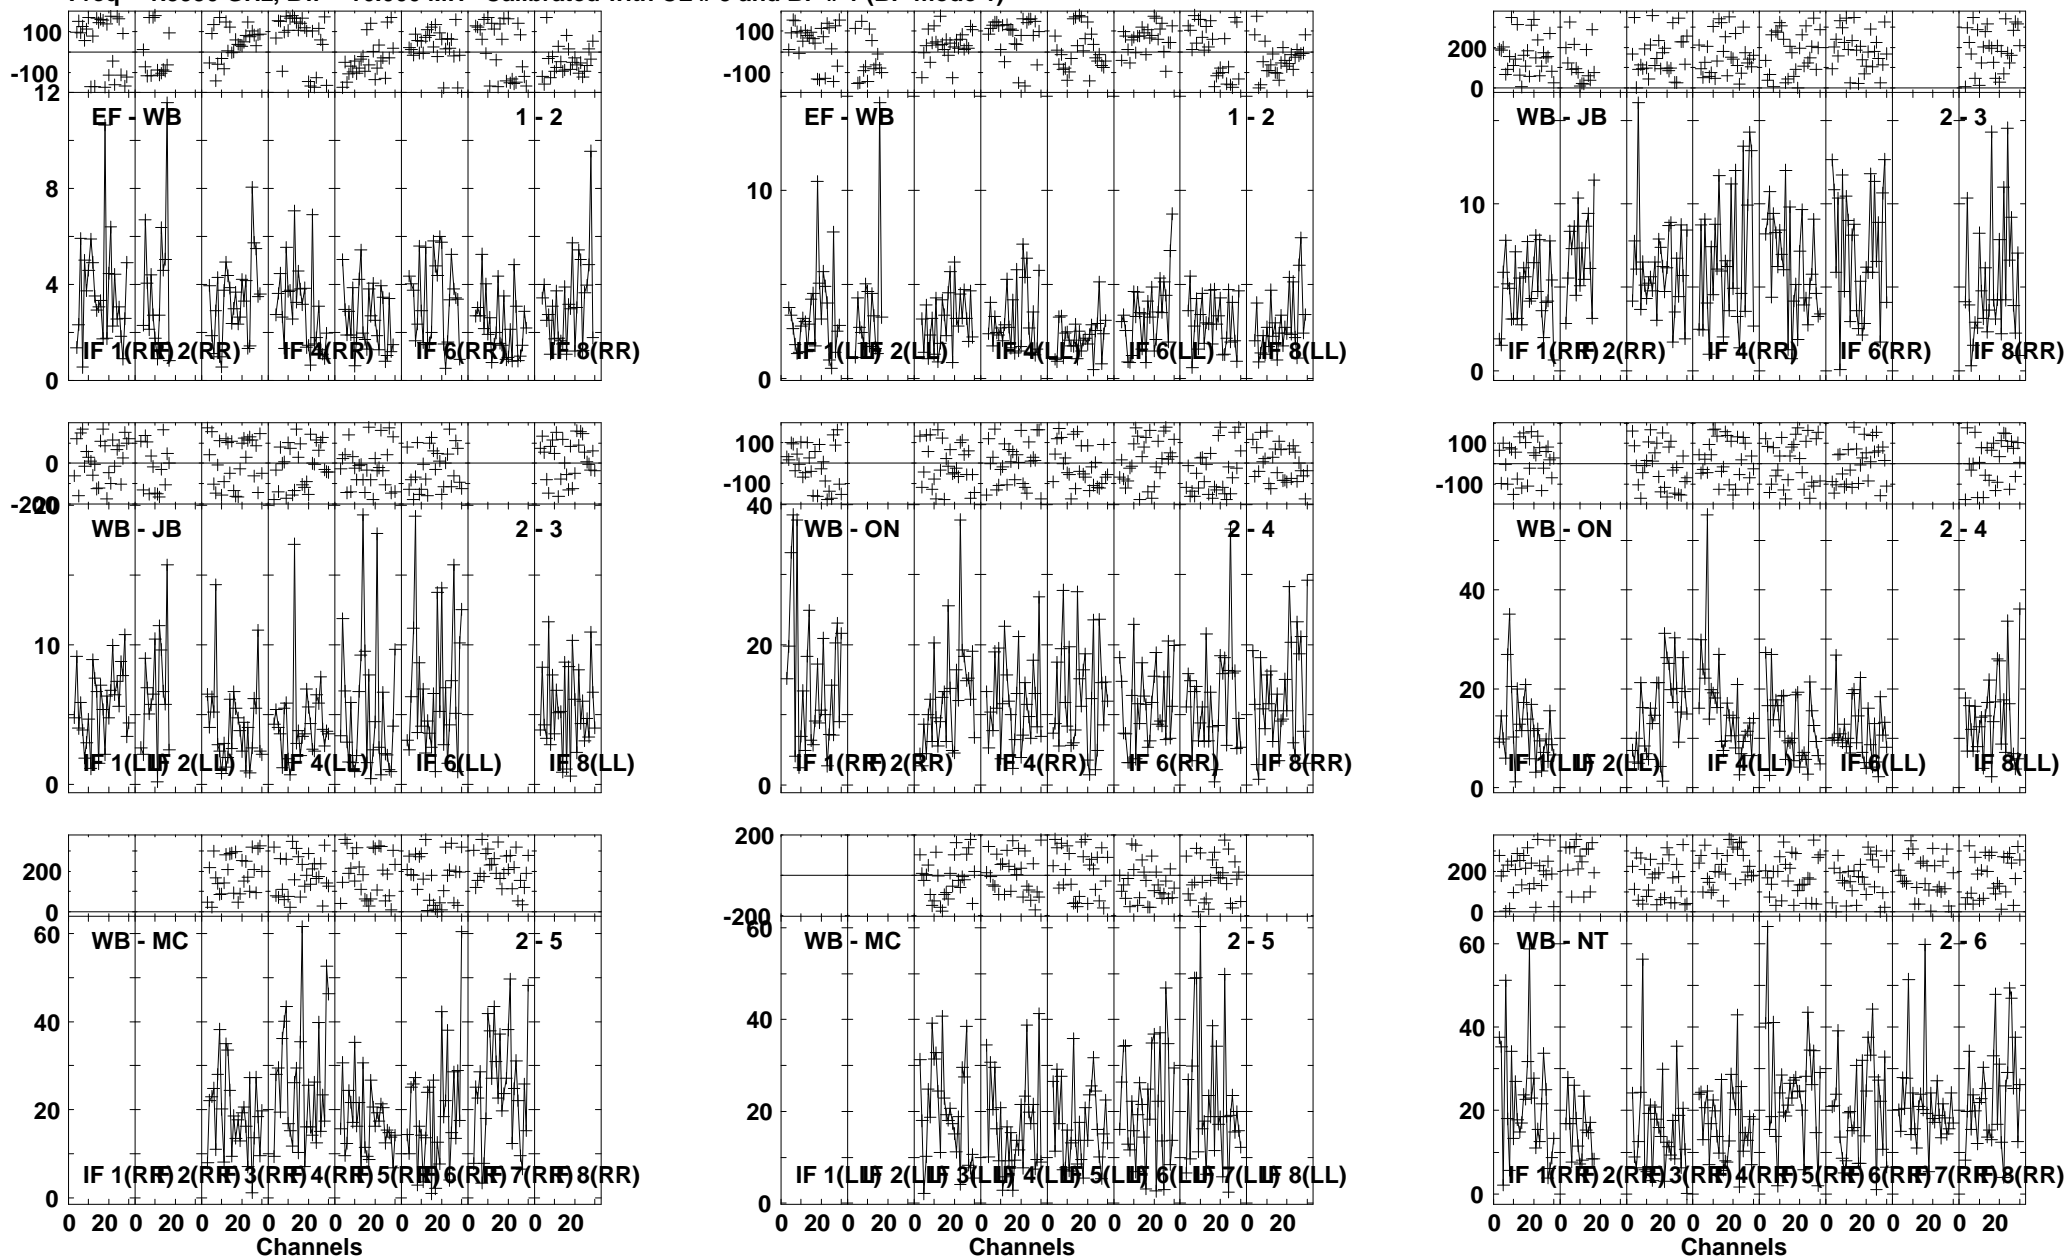 100
-100
12
8
4
0
EF - WB 1 - 2
IF 1(RR) 2(RR) IF 4(RR) IF 6(RR) IF 8(RR)
100
-100
10
0
EF - WB 1 - 2
IF 1(LL) IF 2(LL) IF 4(LL) IF 6(LL) IF 8(LL)
200
0
10
0
WB - JB 2 - 3
IF 1(RR) 2(RR) IF 4(RR) IF 6(RR) IF 8(RR)
0
-200
20
10
0
WB - JB 2 - 3
IF 1(LL) IF 2(LL) IF 4(LL) IF 6(LL) IF 8(LL)
100
-100
40
20
0
WB - ON 2 - 4
IF 1(RR) 2(RR) IF 4(RR) IF 6(RR) IF 8(RR)
100
-100
40
20
0
WB - ON 2 - 4
IF 1(LL) IF 2(LL) IF 4(LL) IF 6(LL) IF 8(LL)
200
0
60
40
20
0
WB - MC 2 - 5
IF 1(RR) 2(RR) 3(RR) 4(RR) 5(RR) 6(RR) 7(RR) 8(RR)
0 20 0 20 0 20 0 20 0 20 0 20 0 20 0 20
Channels
200
-200
60
40
20
0
WB - MC 2 - 5
IF 1(LL) IF 2(LL) IF 3(LL) IF 4(LL) IF 5(LL) IF 6(LL) IF 7(LL) IF 8(LL)
0 20 0 20 0 20 0 20 0 20 0 20 0 20 0 20
Channels
200
0
60
40
20
0
WB - NT 2 - 6
IF 1(RR) 2(RR) 3(RR) 4(RR) 5(RR) 6(RR) 7(RR) 8(RR)
0 20 0 20 0 20 0 20 0 20 0 20 0 20 0 20
Channels